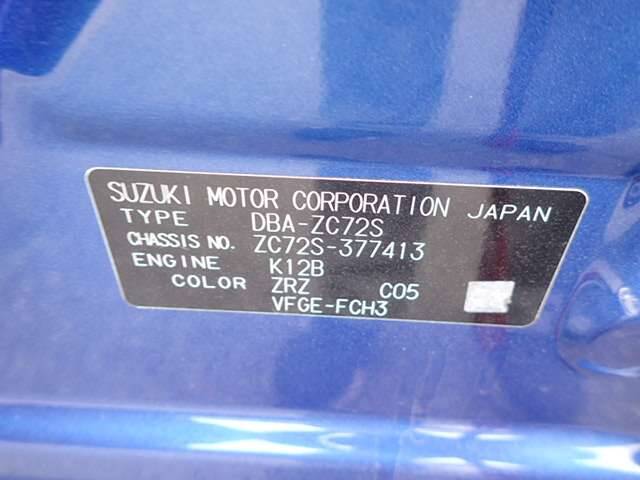 SUZUKI MOTOR CORPORATION JAPAN
TYPE DBA-ZC72S
CHASSIS NO. ZC72S-377413
ENGINE K12B
COLOR ZRZ C05
VFGE-FCH3